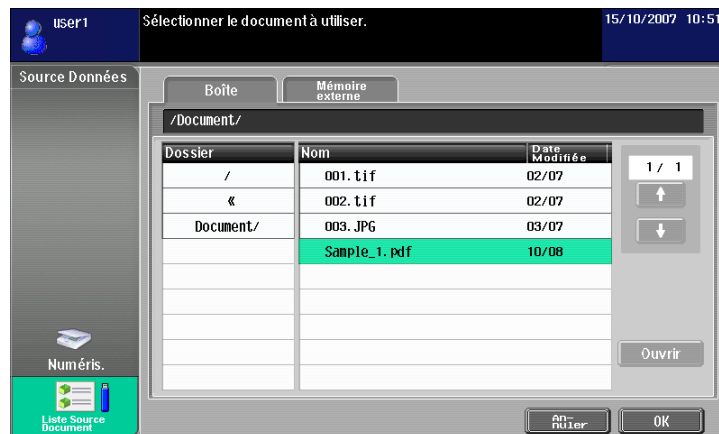 user1
Sélectionner le document à utiliser.
15/10/2007 10:51
Source Données
Boîte
Mémoire
externe
/Document/
Dossier
Nom
Date
Modifiée
/
001.tif
02/07
«
002.tif
02/07
Document/
003.JPG
03/07
Sample_1.pdf
10/08
1/ 1
Ouvrir
Numéris.
Liste Source
Document
An-
nuler
OK